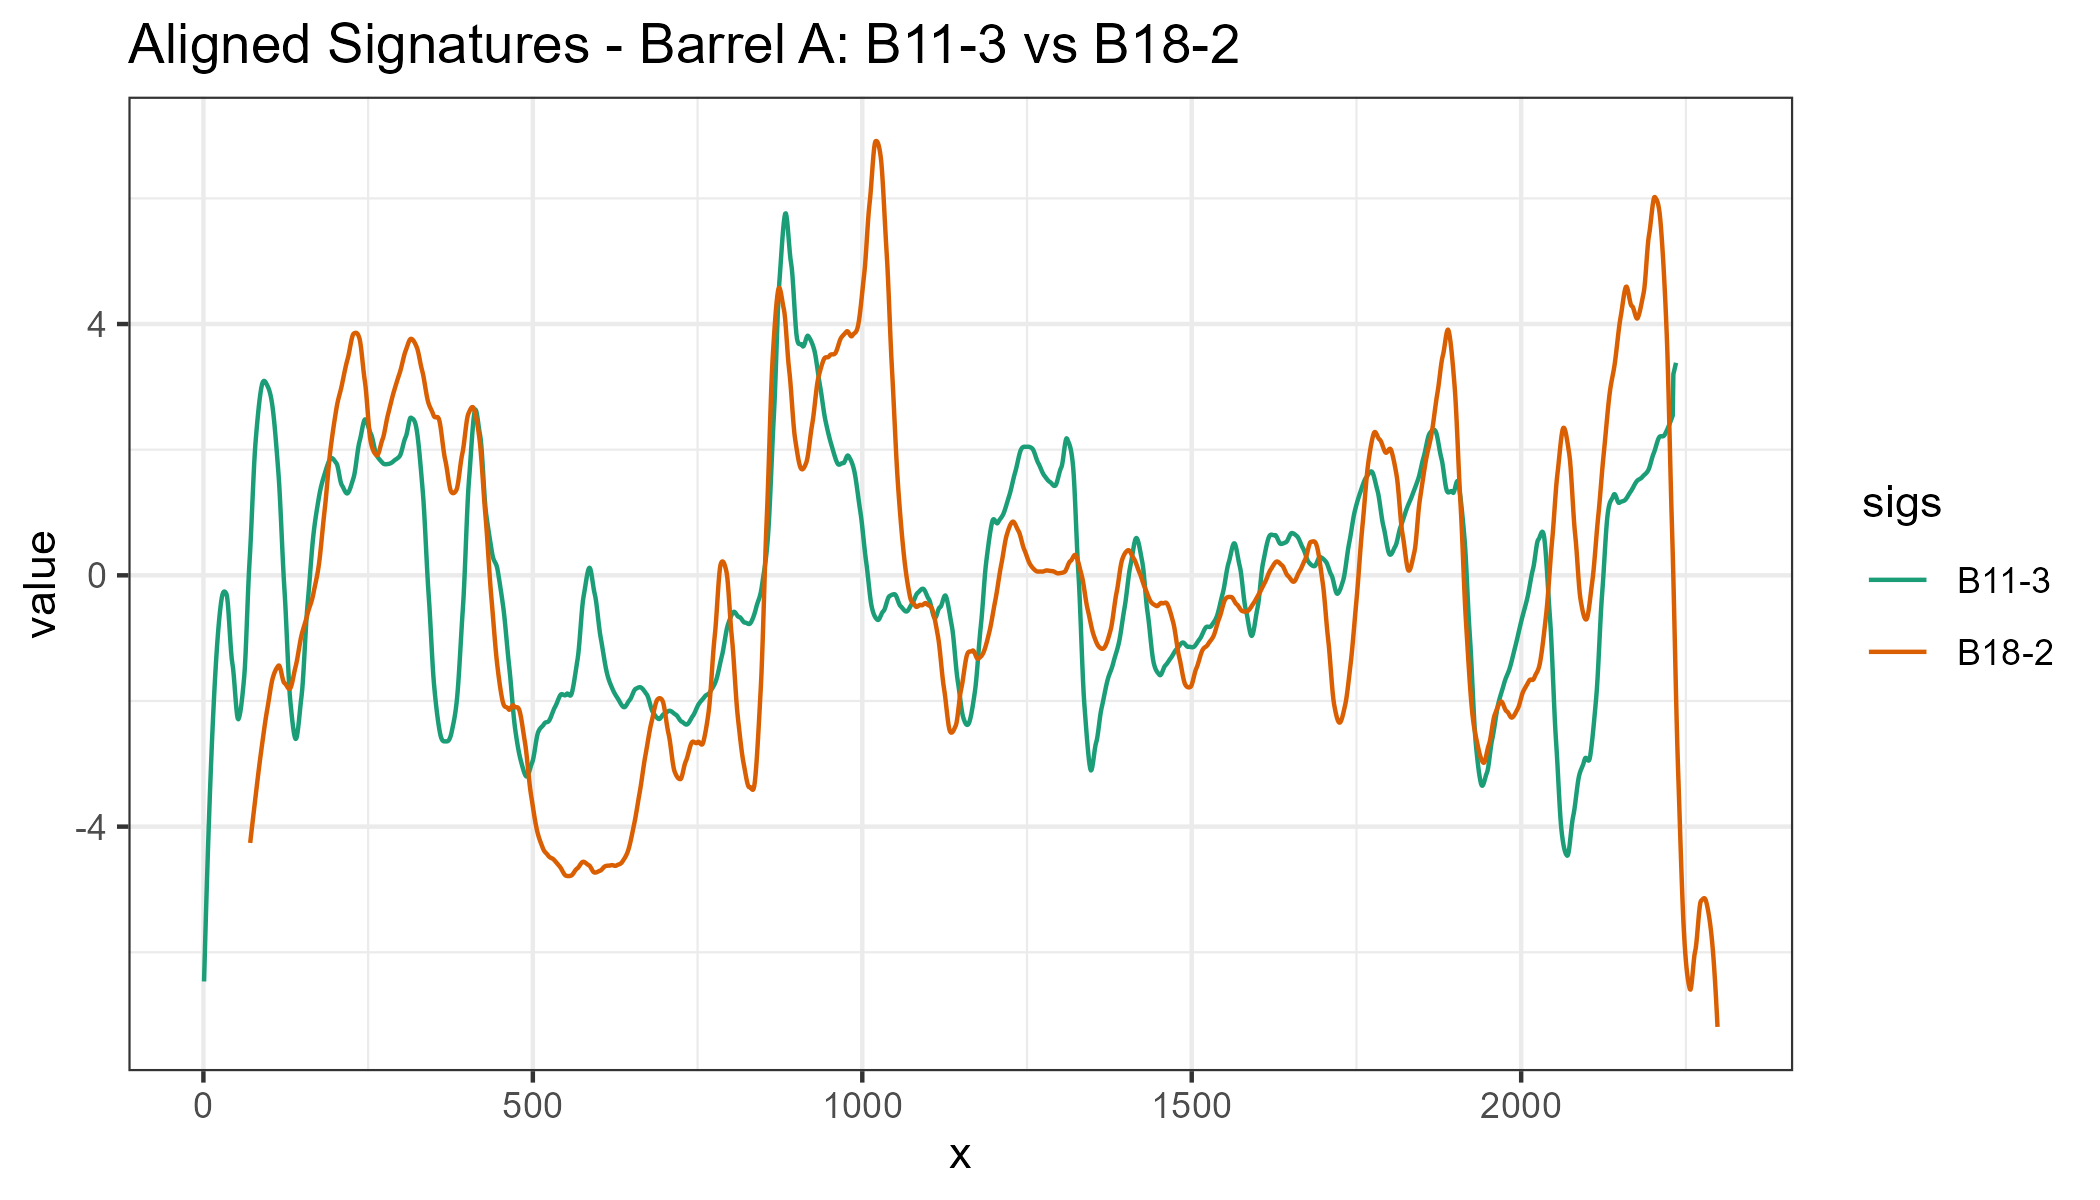 Aligned Signatures - Barrel A: B11-3 vs B18-2
value
4
0
-4
0 500 1000 1500 2000
x
sigs
B11-3
B18-2